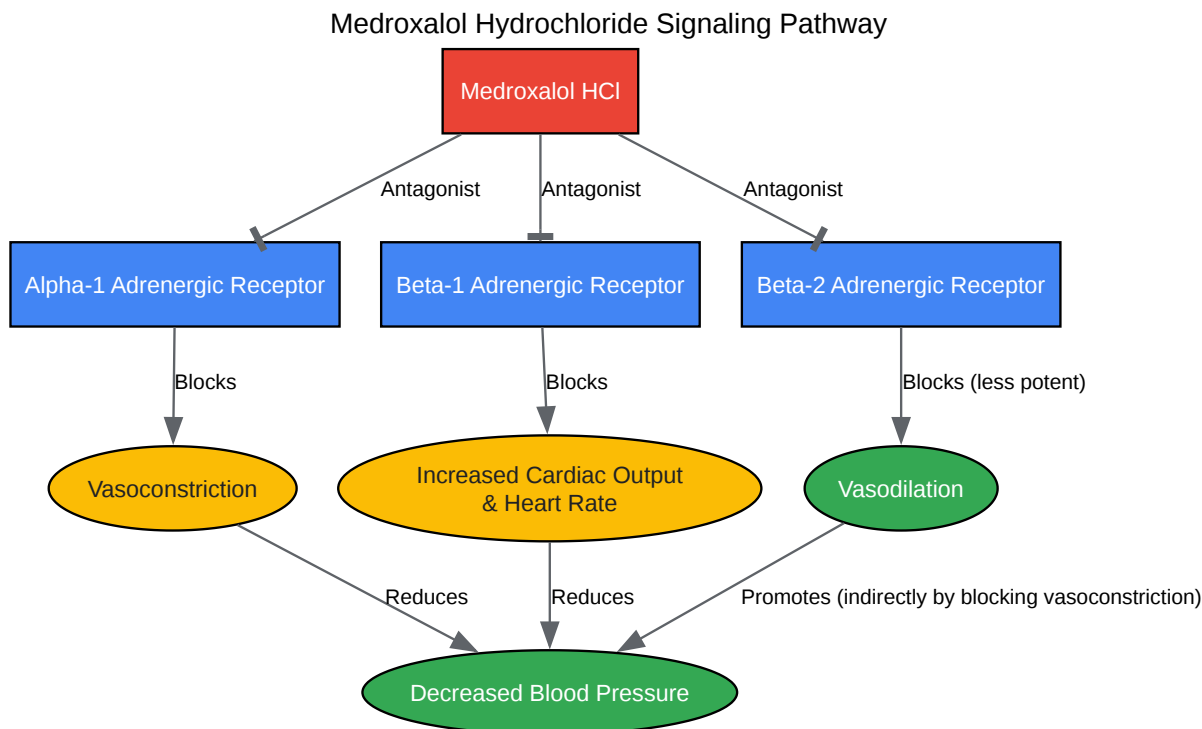 Medroxalol Hydrochloride Signaling Pathway
Medroxalol HCl
Antagonist
Antagonist
Antagonist
Alpha-1 Adrenergic Receptor
Beta-1 Adrenergic Receptor
Beta-2 Adrenergic Receptor
Blocks
Blocks
Blocks (less potent)
Vasoconstriction
Increased Cardiac Output
& Heart Rate
Vasodilation
Reduces
Reduces
Promotes (indirectly by blocking vasoconstriction)
Decreased Blood Pressure